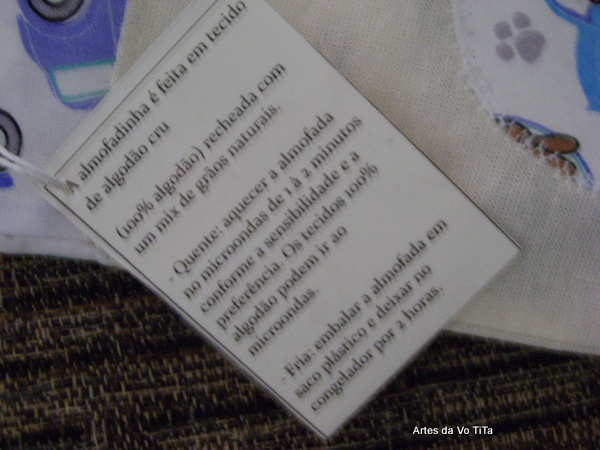 A almofadinha é feita em tecido
de algodão cru
(100% algodão) recheada com
um mix de grãos naturais.
- Quente: aquecer a almofada
no microondas de 1 à 2 minutos
conforme a sensibilidade e a
preferência. Os tecidos 100%
algodão podem ir ao
microondas.
- Fria: embalar a almofada em
saco plástico e deixar no
congelador por 2 horas.
Artes da Vo TiTa